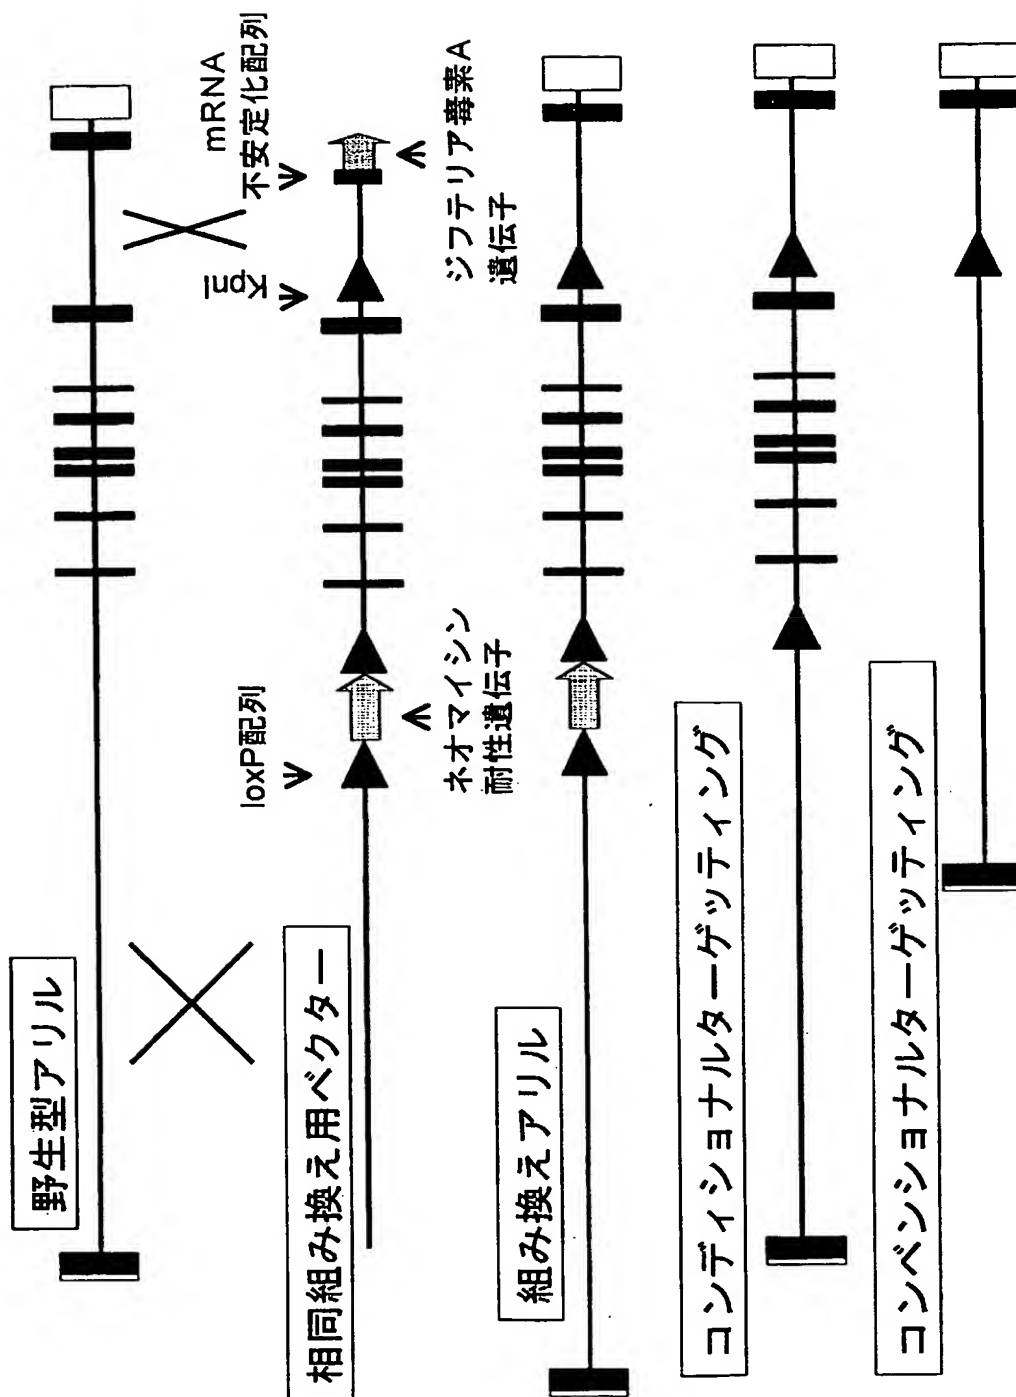 野生型アリル
mRNA
不安定化配列
KpnI
loxP配列
相同組み換え用ベクター
ネオマイシン
耐性遺伝子
ジフテリア毒素A
遺伝子
組み換えアリル
コンディショナルターゲッティング
コンベンショナルターゲッティング